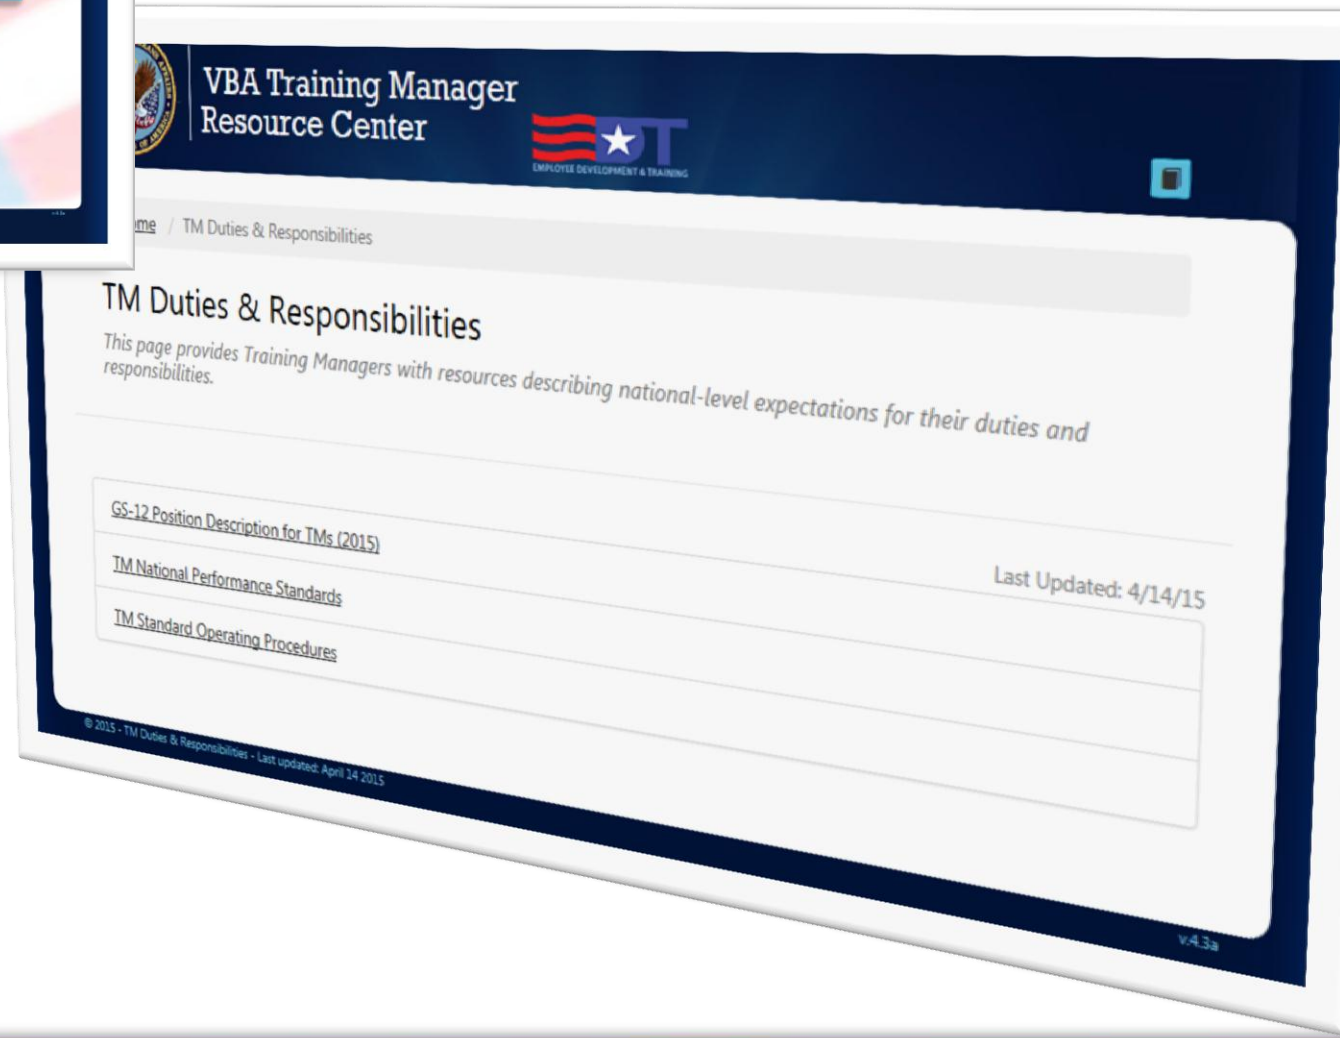 VBA Training Manager
Resource Center
EDT
EMPLOYEE DEVELOPMENT & TRAINING
/ TM Duties & Responsibilities
TM Duties & Responsibilities
This page provides Training Managers with resources describing national-level expectations for their duties and
responsibilities.
Last Updated: 4/14/15
GS-12 Position Description for TMs (2015)
TM National Performance Standards
TM Standard Operating Procedures
© 2015 - TM Duties & Responsibilities - Last updated: April 14 2015
v.4.3a